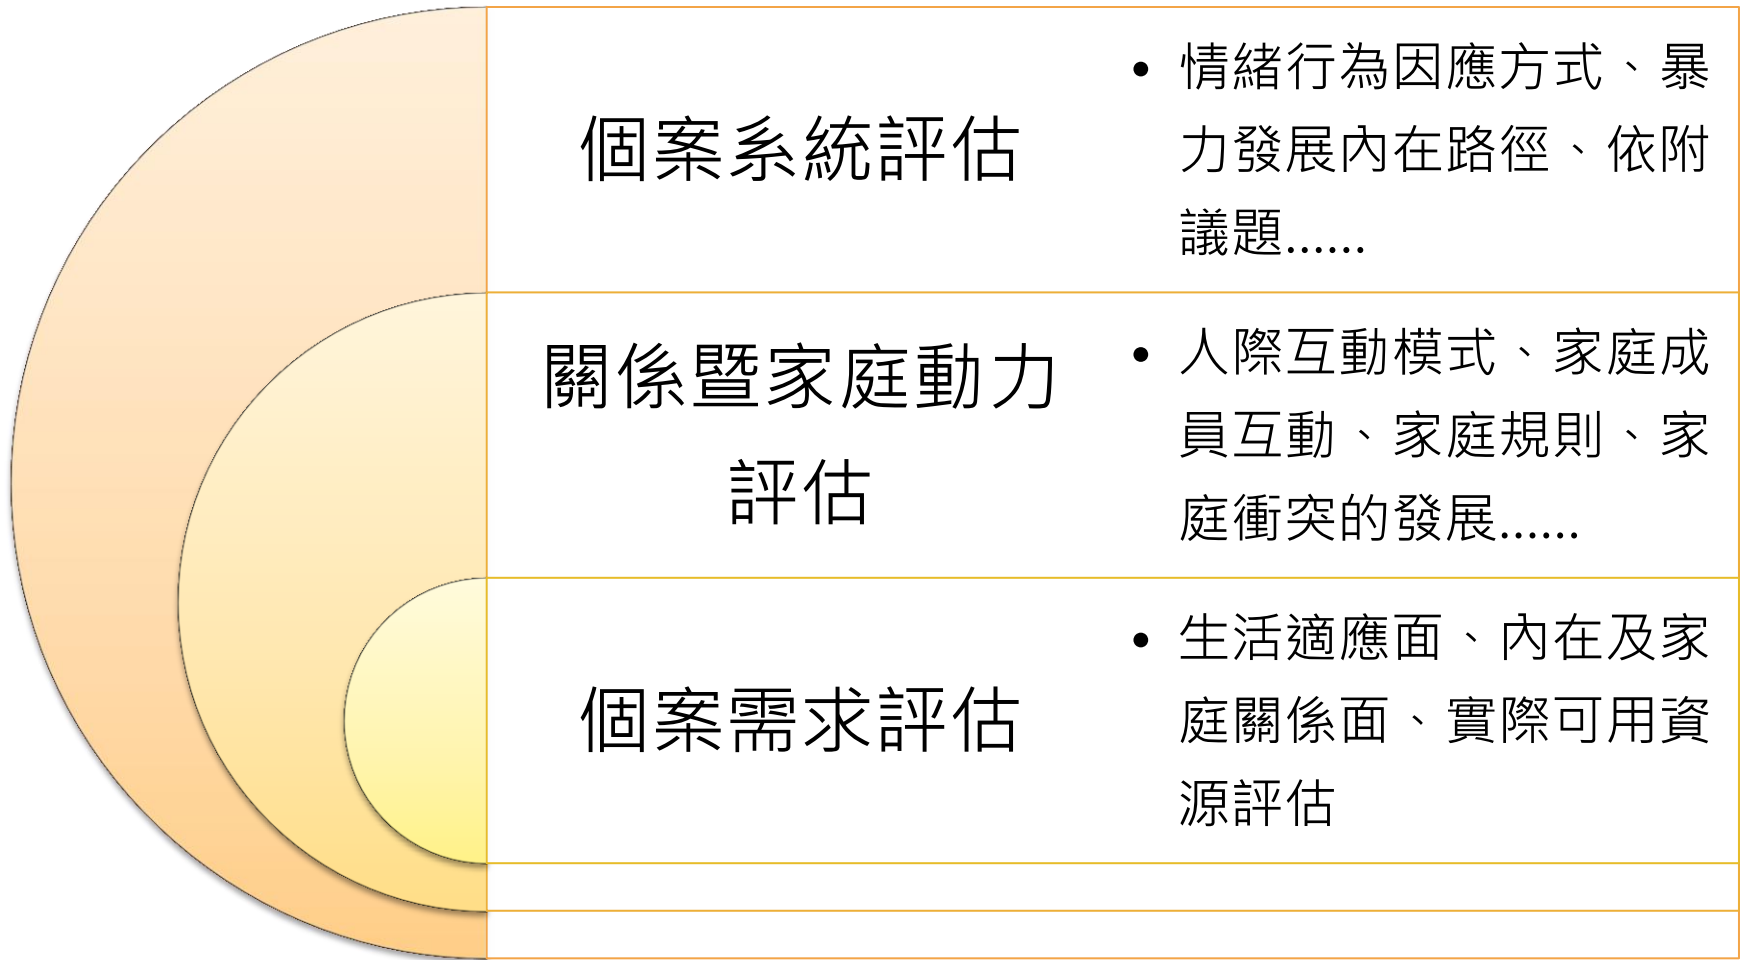 個案系統評估
• 情緒行為因應方式、暴
力發展內在路徑、依附
議題……
關係暨家庭動力
評估
• 人際互動模式、家庭成
員互動、家庭規則、家
庭衝突的發展……
個案需求評估
• 生活適應面、內在及家
庭關係面、實際可用資
源評估